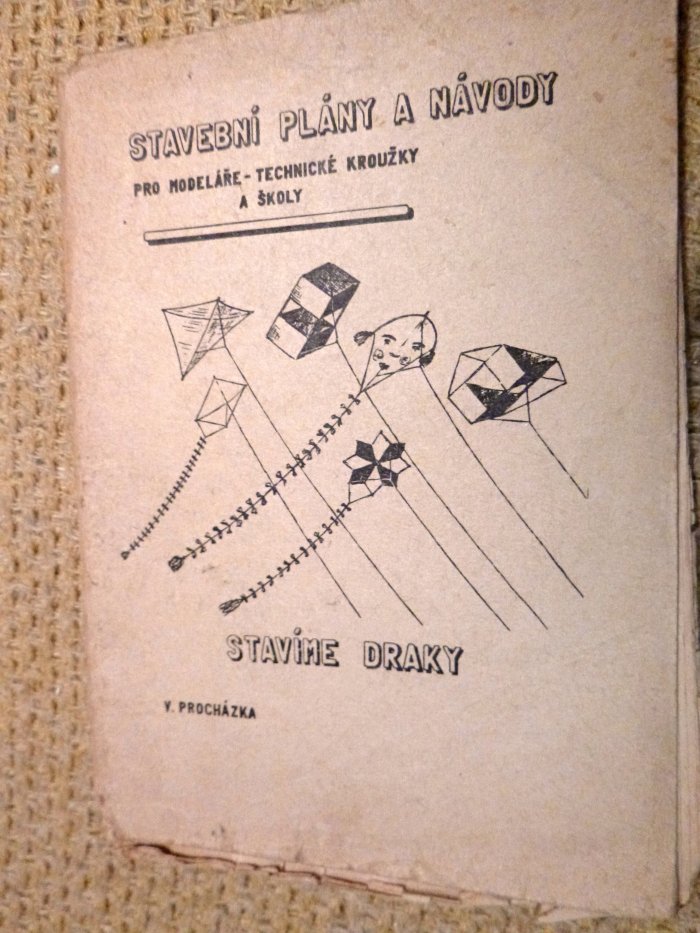 STAVEBNÍ PLÁNY A NÁVODY
PRO MODELÁŘE - TECHNICKÉ KROUŽKY
A ŠKOLY
STAVÍME DRAKY
V. PROCHÁZKA